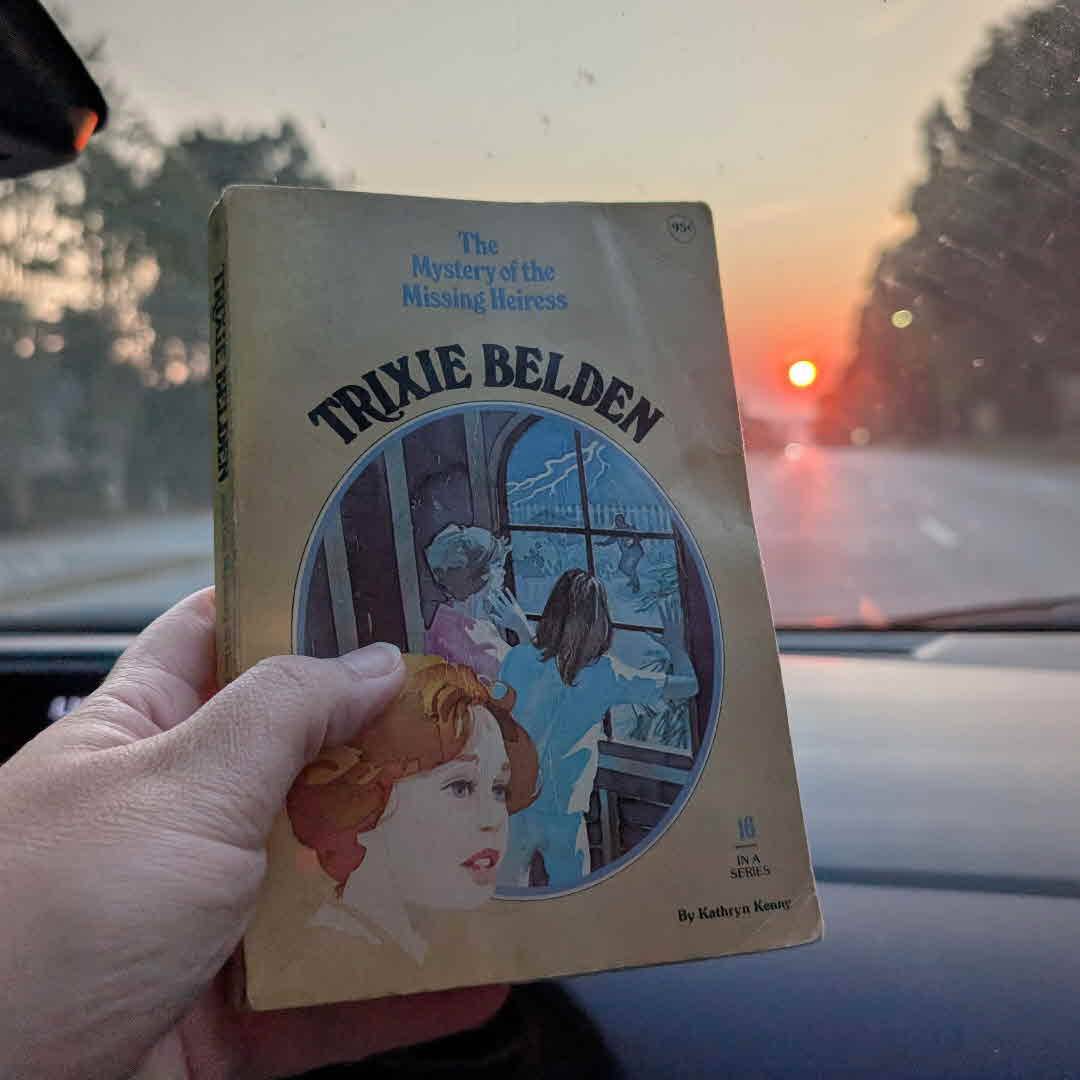 The
Mystery of the
Missing Heiress
95¢
TRIXIE BELDEN
TRIXIE BELDEN
16
IN A
SERIES
By Kathryn Kenny